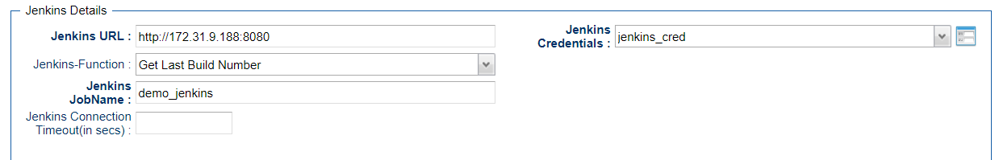 Jenkins Details
Jenkins URL : http://172.31.9.188:8080
Jenkins
Credentials : jenkins_cred
Jenkins-Function : Get Last Build Number
Jenkins
JobName : demo_jenkins
Jenkins Connection
Timeout(in secs) :